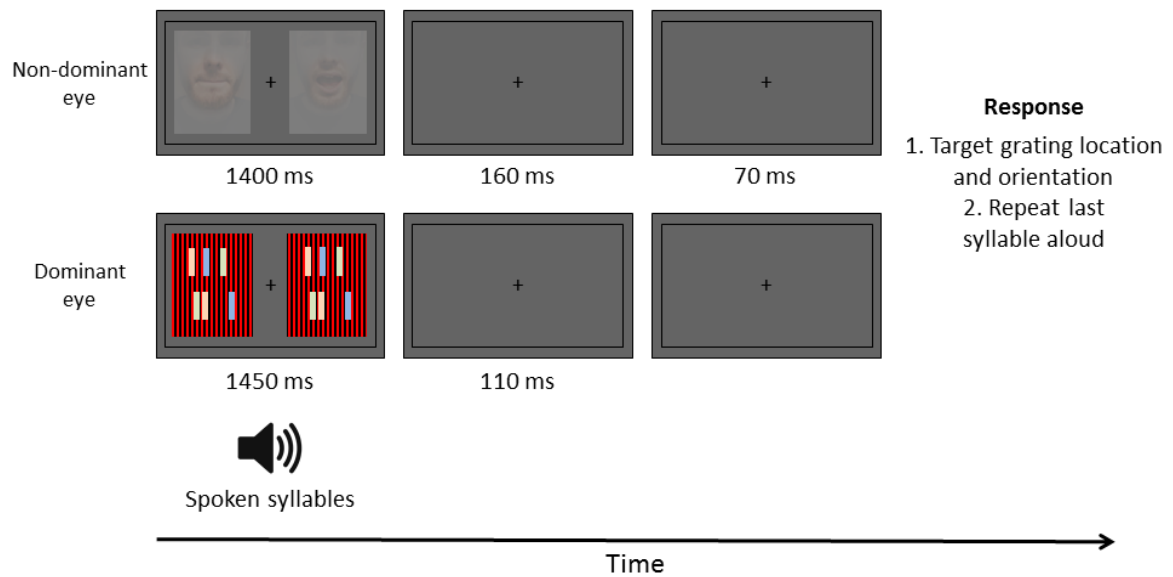 Non-dominant
eye
1400 ms
160 ms
70 ms
Response
1. Target grating location
and orientation
2. Repeat last
syllable aloud
Dominant
eye
1450 ms
110 ms
Spoken syllables
Time